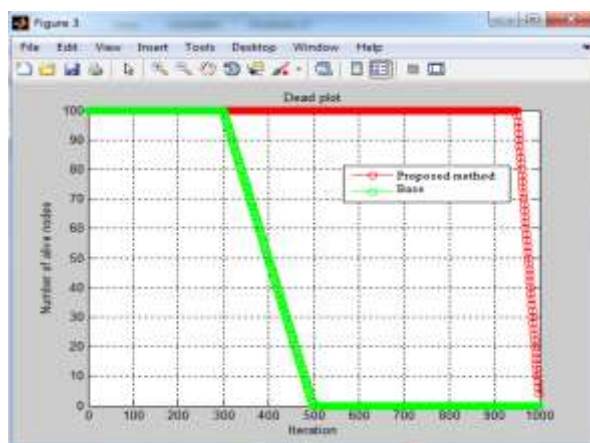 Figure 3
File Edit View Insert Tools Desktop Window Help
Dead plot
Number of alive nodes
100
90
80
70
60
50
40
30
20
10
0
Proposed method
Base
0 100 200 300 400 500 600 700 800 900 1000
Iteration